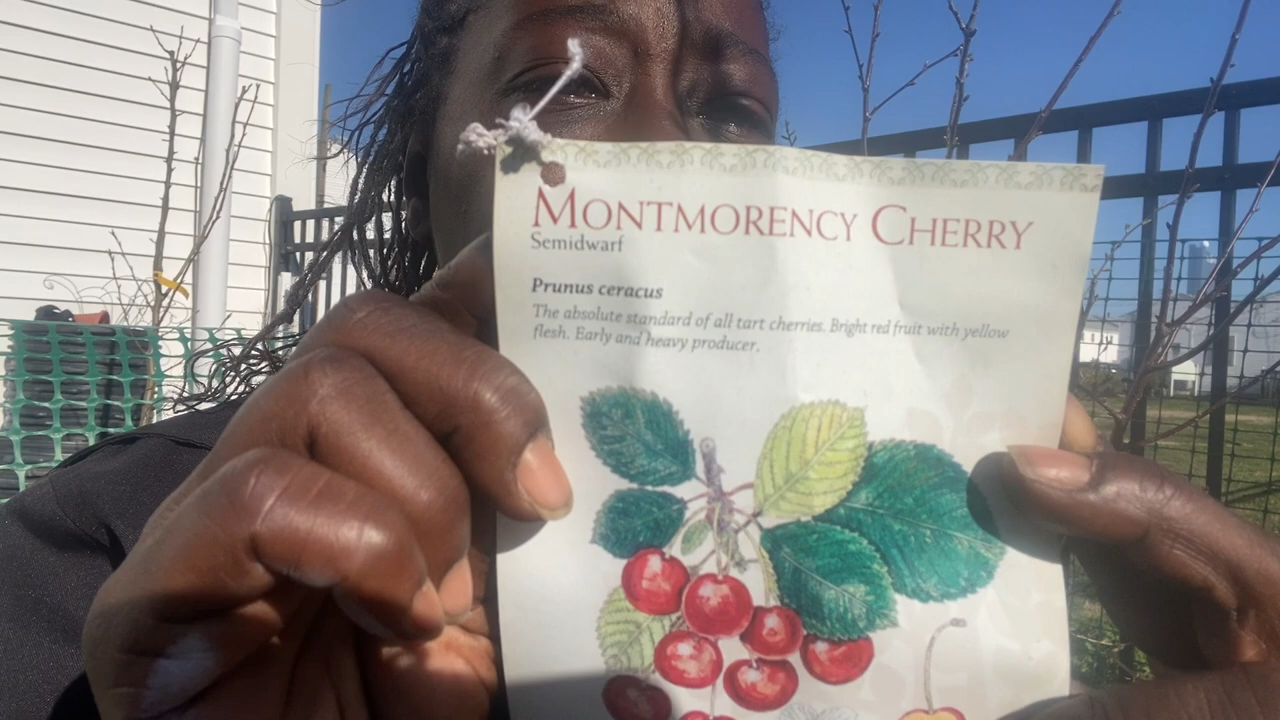 Montmorency Cherry
Semidwarf
Prunus ceracus
The absolute standard of all tart cherries. Bright red fruit with yellow
flesh. Early and heavy producer.